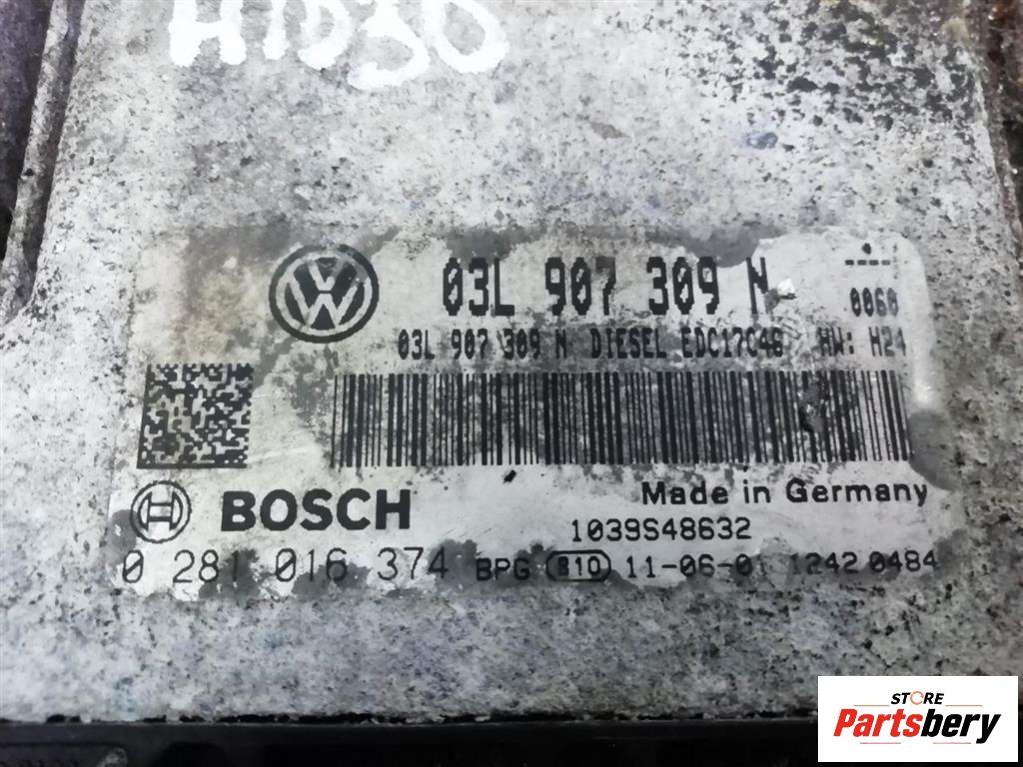 03L 907 309 N
0060
03L 907 309 N DIESEL EDC17C46 HW: H24
BOSCH
Made in Germany
1039S48632
0 281 016 374 BPG 11-06-0 1242 0484
STORE
Partsbery